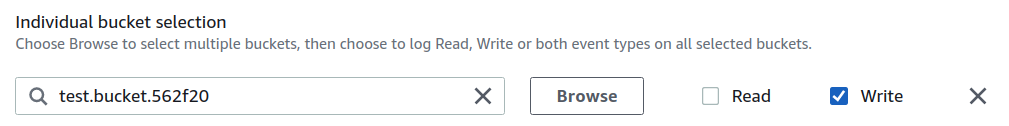 Individual bucket selection
Choose Browse to select multiple buckets, then choose to log Read, Write or both event types on all selected buckets.
test.bucket.562f20 Browse Read Write